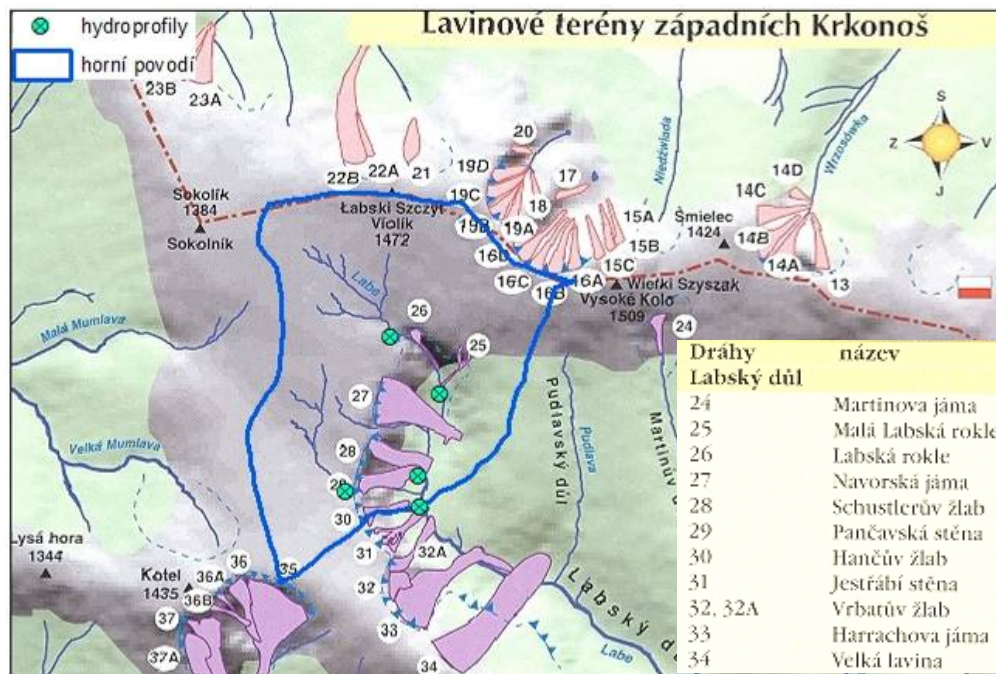 hydroprofily
horní povodí
Lavinové terény západních Krkonoš
23B
23A
S
Z
V
J
20
19D
17
22B
22A
21
19C
18
14D
14C
Sokolík
1384
Sokolník
Łabski Szczyt
Violík
1472
19B
19A
15A
15B
15C
Šmielec
1424
14B
14A
13
16D
16C
16B
16A
Wielki Szyszak
Vysoké Kolo
1509
Niedźwiada
Wrzosówka
Labe
26
25
24
Malá Mumlava
27
Pudlavský důl
Pudlava
Martinův
Velká Mumlava
28
29
30
31
32A
32
33
34
Lysá hora
1344
Kotel
1435
36
35
36A
36B
37
37A
Labský
Labe
Dráhy název
Labský důl
24 Martinova jáma
25 Malá Labská rokle
26 Labská rokle
27 Navorská jáma
28 Schustlerův žlab
29 Pančavská stěna
30 Hančův žlab
31 Jestřábí stěna
32, 32A Vrbatův žlab
33 Harrachova jáma
34 Velká lavina